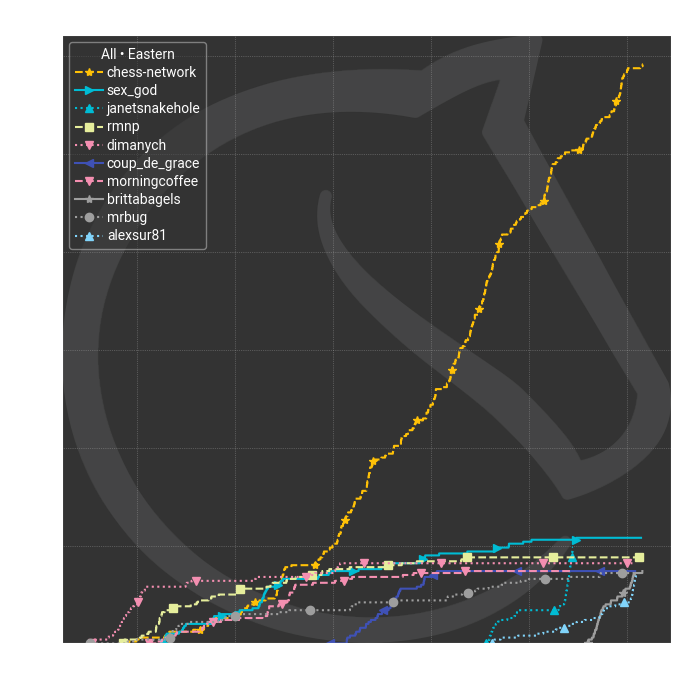 All • Eastern
chess-network
sex_god
janetsnakehole
rmnp
dimanych
coup_de_grace
morningcoffee
brittabagels
mrbug
alexsur81